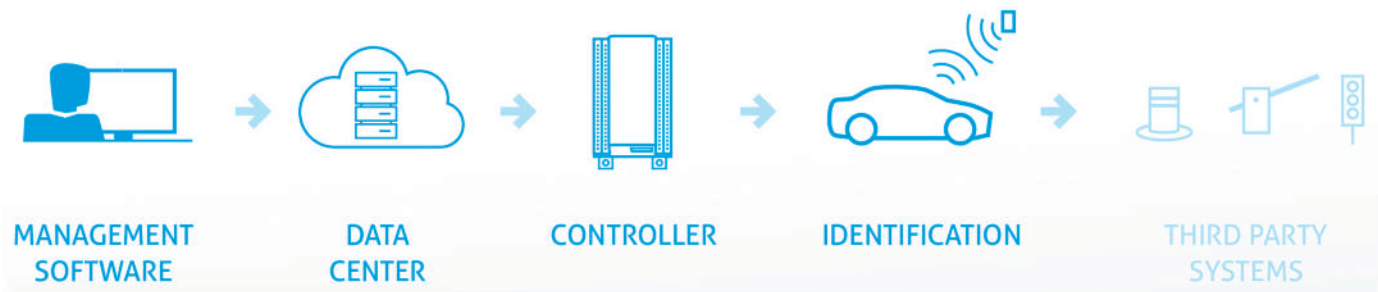 MANAGEMENT
SOFTWARE
DATA
CENTER
CONTROLLER
IDENTIFICATION
THIRD PARTY
SYSTEMS